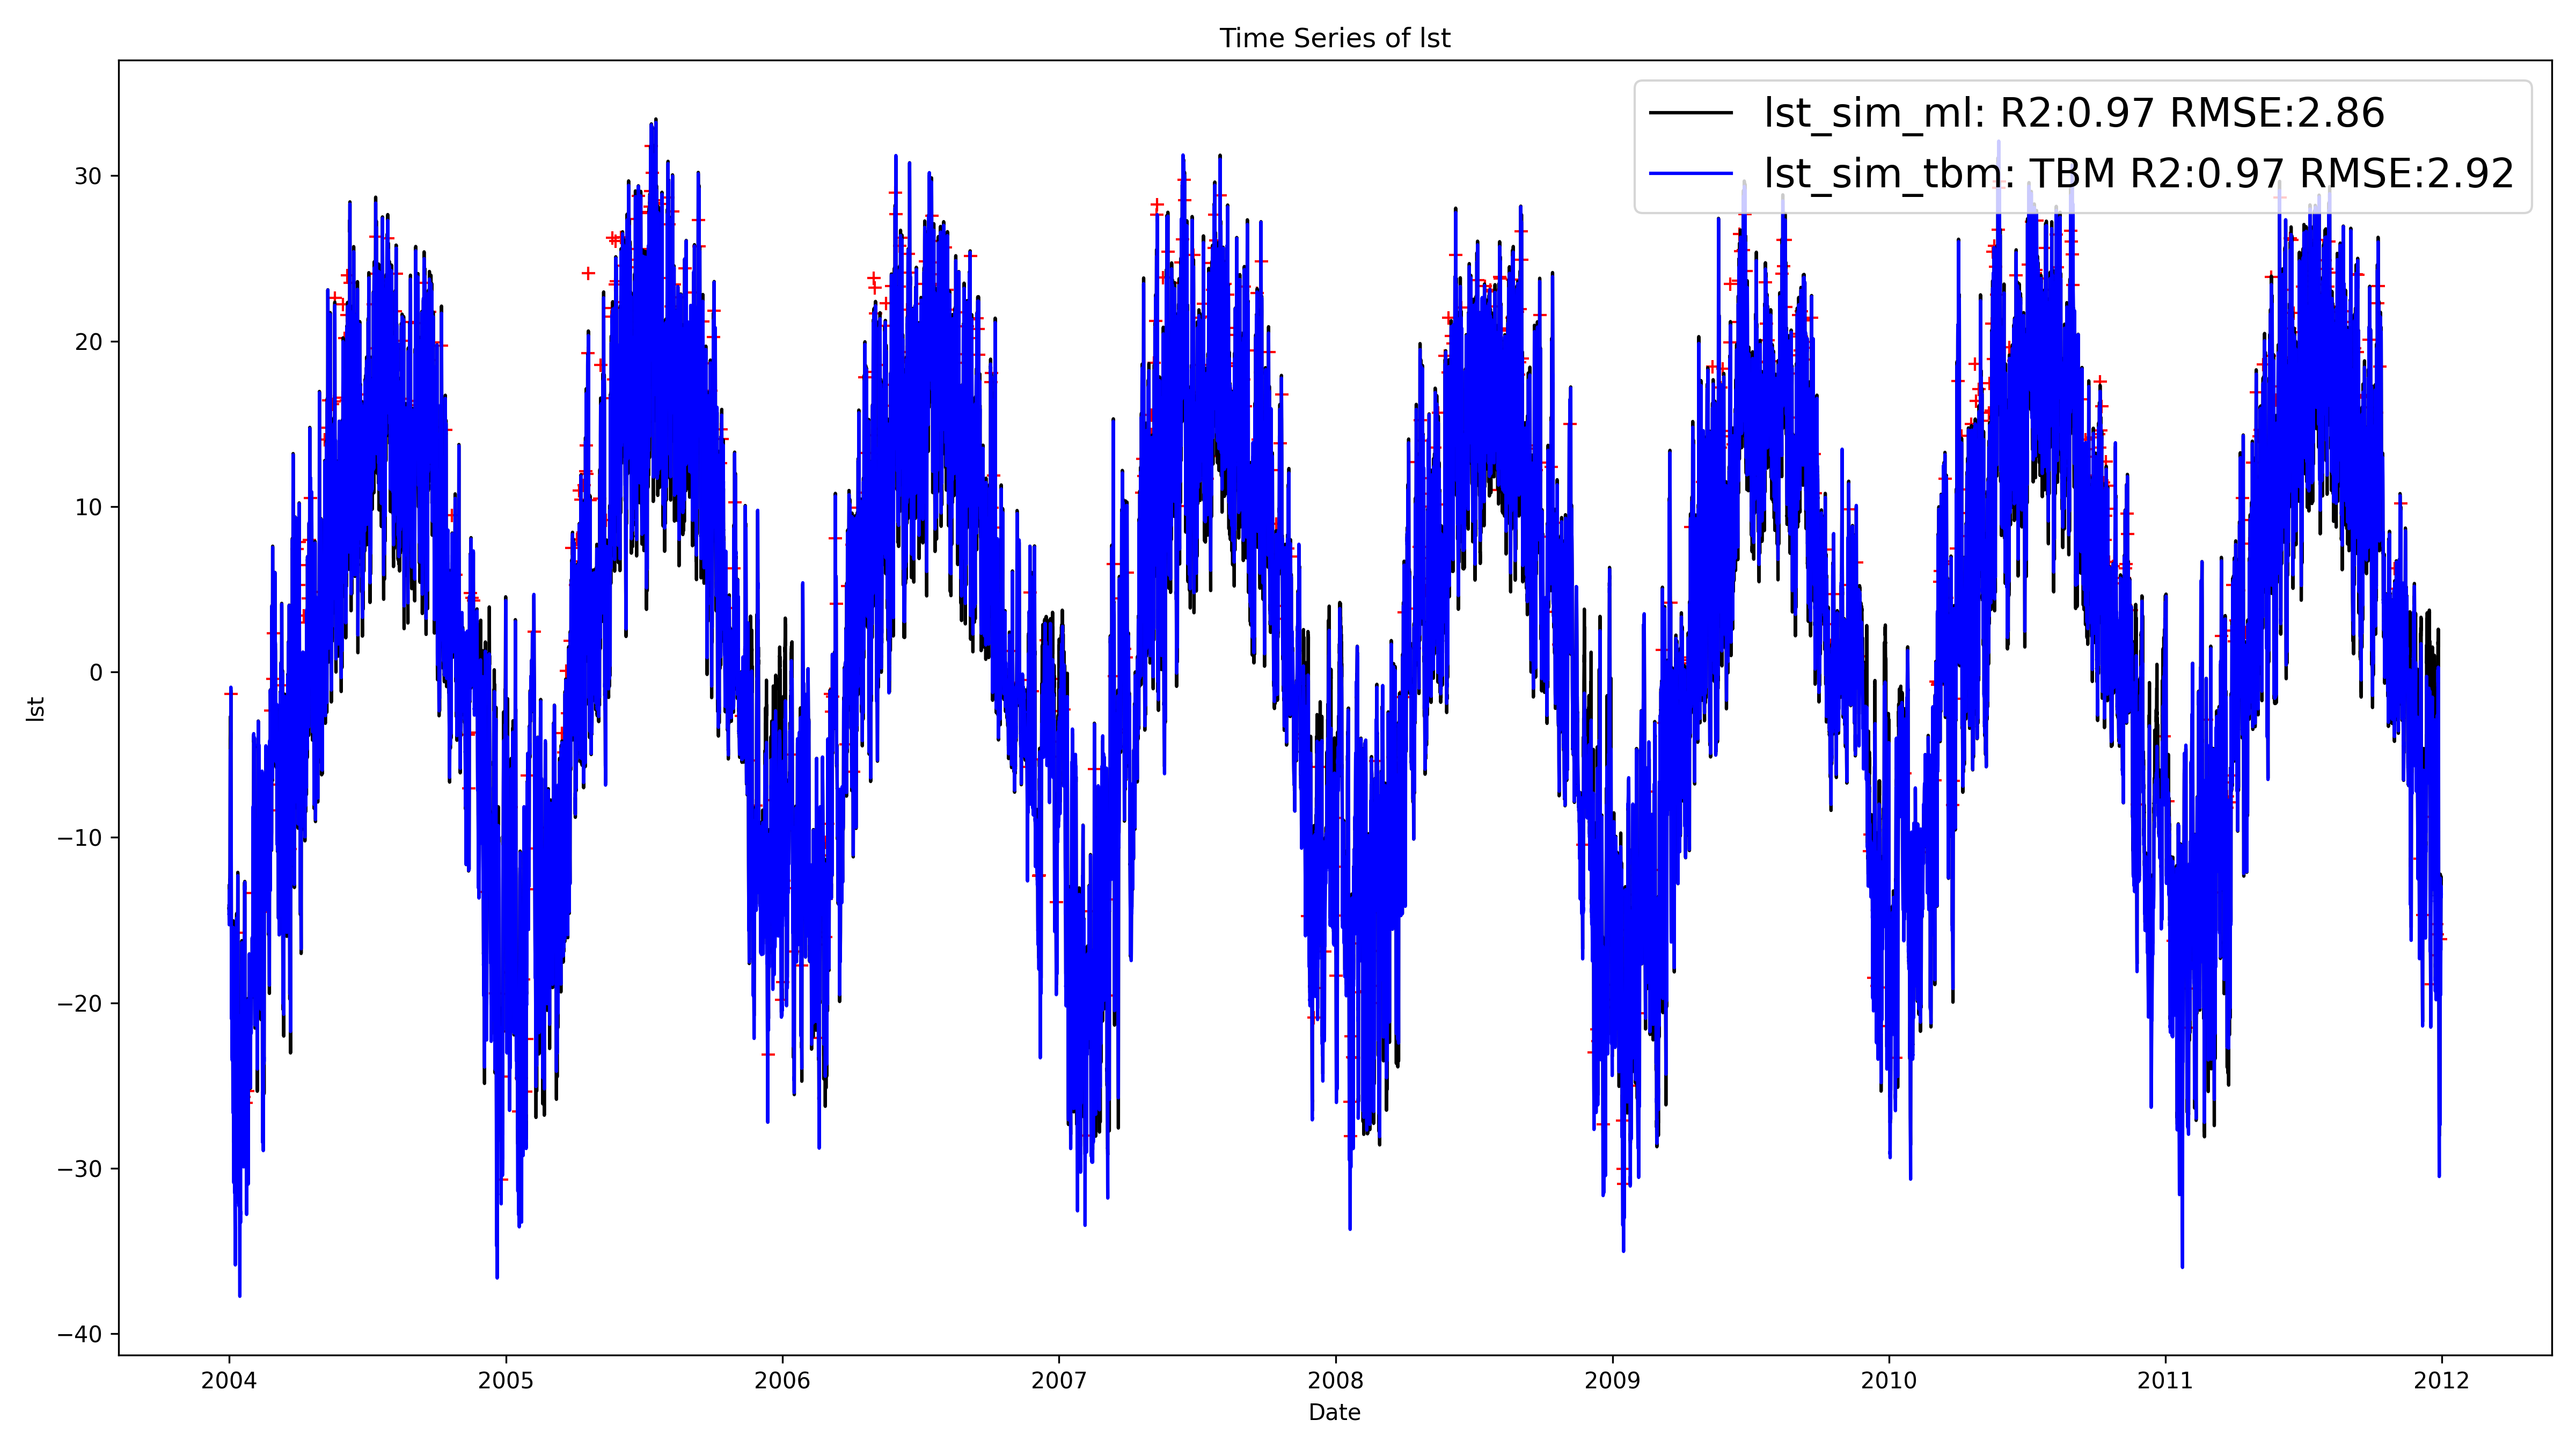 Time Series of lst
lst_sim_ml: R2:0.97 RMSE:2.86
lst_sim_tbm: TBM R2:0.97 RMSE:2.92
30
20
10
0
−10
−20
−30
−40
lst
2004 2005 2006 2007 2008 2009 2010 2011 2012
Date